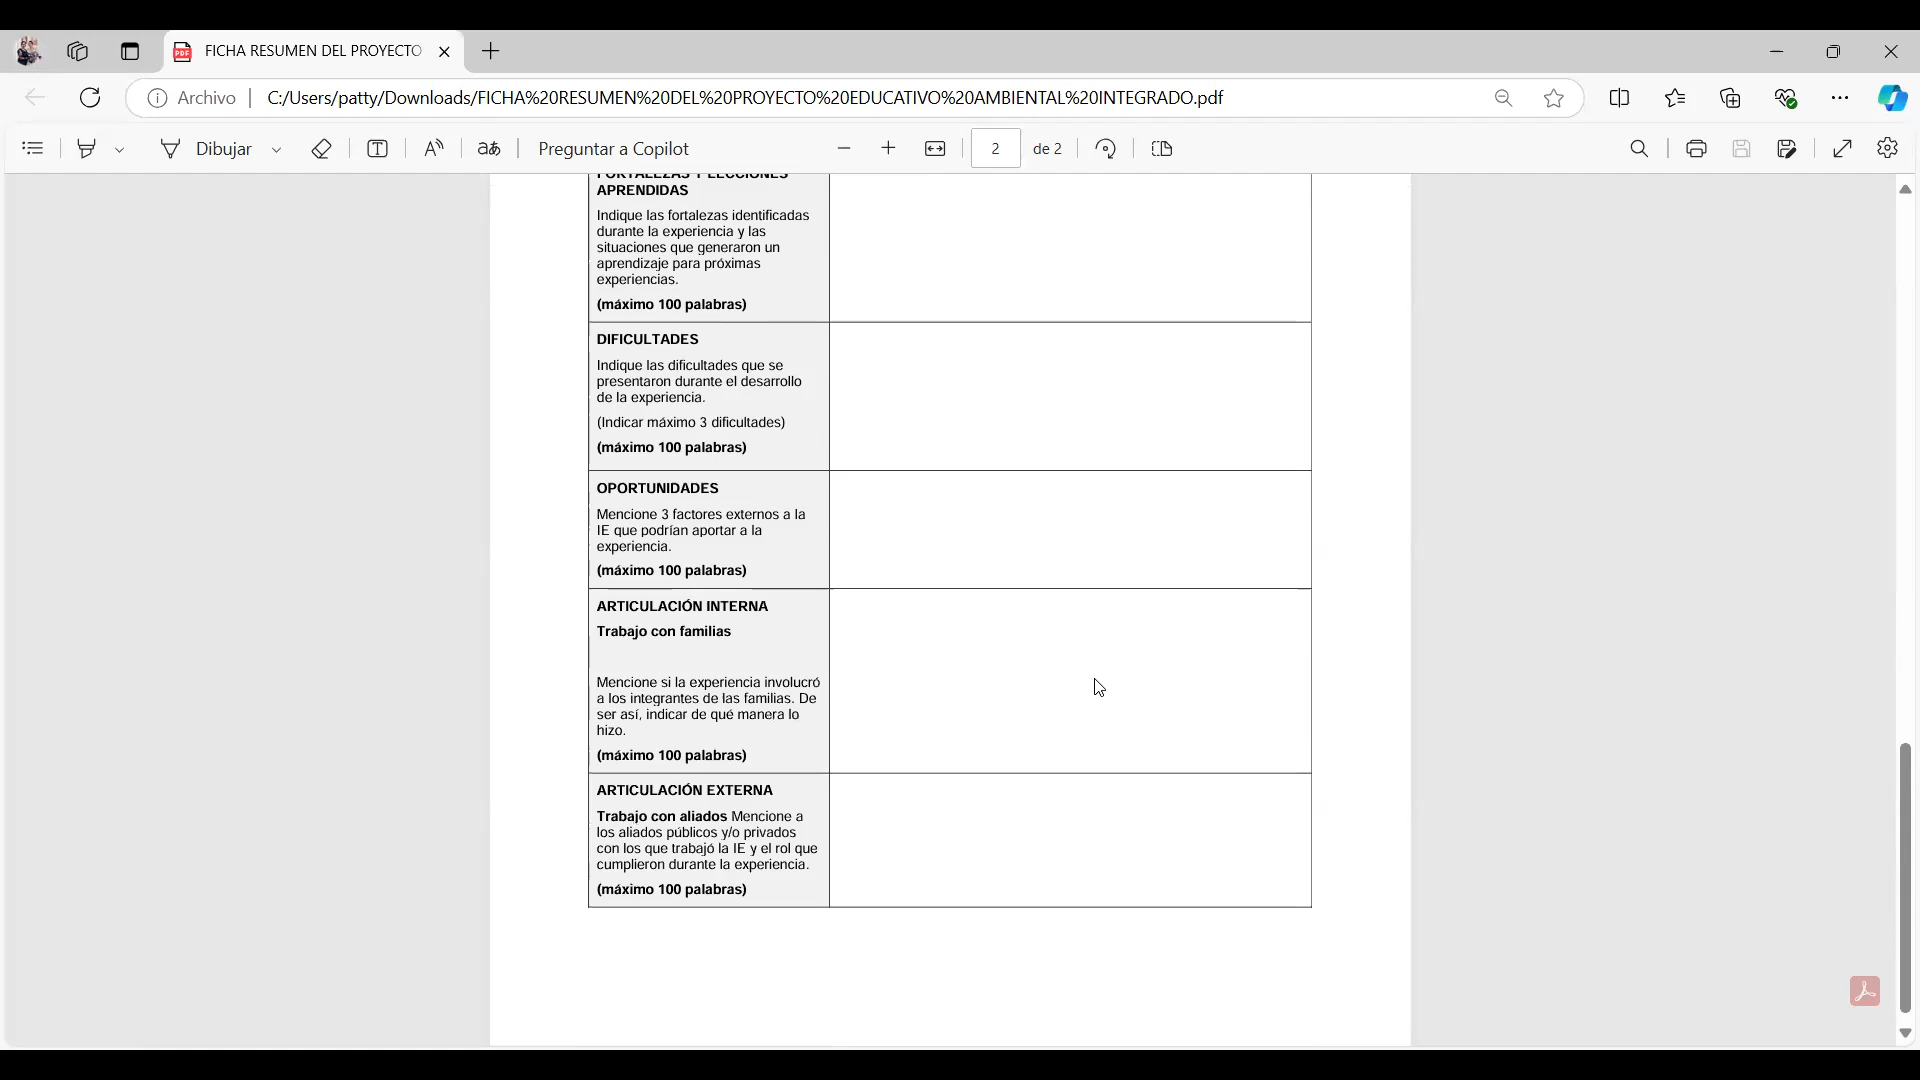 FICHA RESUMEN DEL PROYECTO
Archivo
C:/Users/patty/Downloads/FICHA%20RESUMEN%20DEL%20PROYECTO%20EDUCATIVO%20AMBIENTAL%20INTEGRADO.pdf
Dibujar
Preguntar a Copilot
2
de 2
FORTALEZAS Y LECCIONES
APRENDIDAS
Indique las fortalezas identificadas
durante la experiencia y las
situaciones que generaron un
aprendizaje para próximas
experiencias.
(máximo 100 palabras)
DIFICULTADES
Indique las dificultades que se
presentaron durante el desarrollo
de la experiencia.
(Indicar máximo 3 dificultades)
(máximo 100 palabras)
OPORTUNIDADES
Mencione 3 factores externos a la
IE que podrían aportar a la
experiencia.
(máximo 100 palabras)
ARTICULACIÓN INTERNA
Trabajo con familias
Mencione si la experiencia involucró
a los integrantes de las familias. De
ser así, indicar de qué manera lo
hizo.
(máximo 100 palabras)
ARTICULACIÓN EXTERNA
Trabajo con aliados Mencione a
los aliados públicos y/o privados
con los que trabajó la IE y el rol que
cumplieron durante la experiencia.
(máximo 100 palabras)